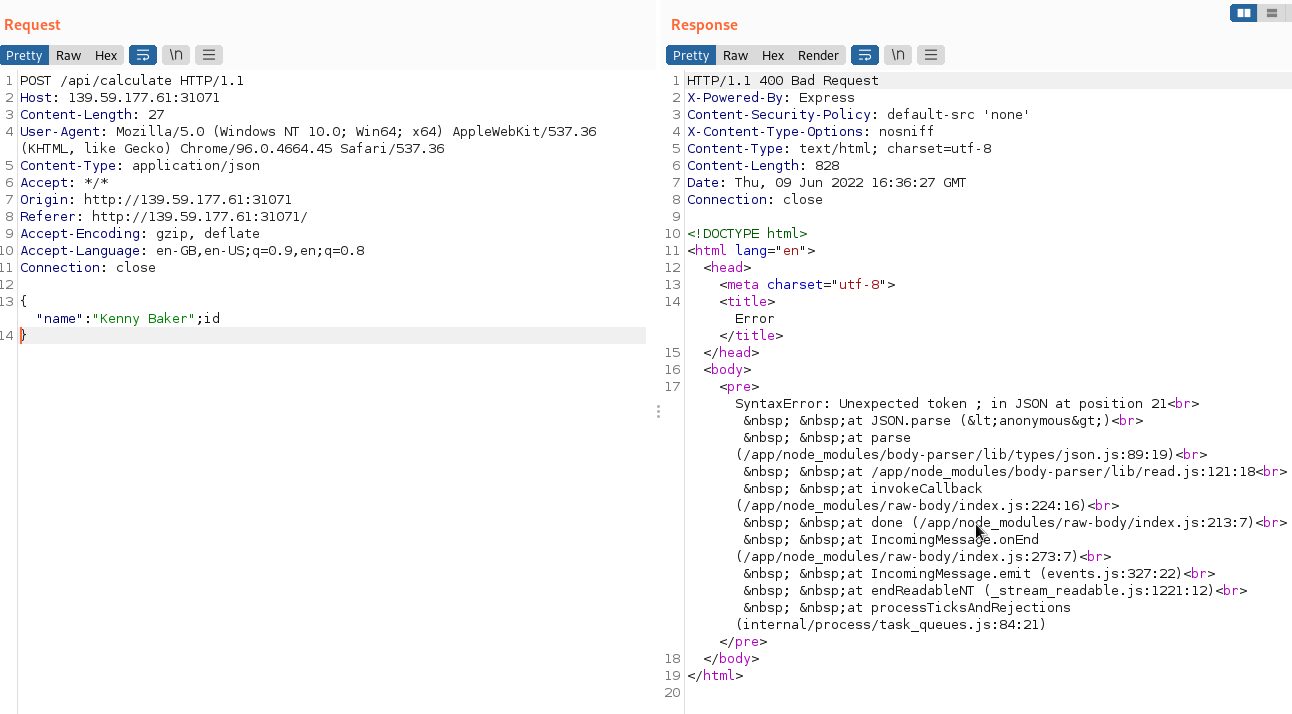 Request
Pretty Raw Hex \n
1 POST /api/calculate HTTP/1.1
2 Host: 139.59.177.61:31071
3 Content-Length: 27
4 User-Agent: Mozilla/5.0 (Windows NT 10.0; Win64; x64) AppleWebKit/537.36
(KHTML, like Gecko) Chrome/96.0.4664.45 Safari/537.36
5 Content-Type: application/json
6 Accept: */*
7 Origin: http://139.59.177.61:31071
8 Referer: http://139.59.177.61:31071/
9 Accept-Encoding: gzip, deflate
10 Accept-Language: en-GB,en-US;q=0.9,en;q=0.8
11 Connection: close
12
13 {
"name":"Kenny Baker";id
14 }
Response
Pretty Raw Hex Render \n
1 HTTP/1.1 400 Bad Request
2 X-Powered-By: Express
3 Content-Security-Policy: default-src 'none'
4 X-Content-Type-Options: nosniff
5 Content-Type: text/html; charset=utf-8
6 Content-Length: 828
7 Date: Thu, 09 Jun 2022 16:36:27 GMT
8 Connection: close
9
10 <!DOCTYPE html>
11 <html lang="en">
12 <head>
13 <meta charset="utf-8">
14 <title>
Error
</title>
15 </head>
16 <body>
17 <pre>
SyntaxError: Unexpected token ; in JSON at position 21<br>
&nbsp; &nbsp;at JSON.parse (&lt;anonymous&gt;)<br>
&nbsp; &nbsp;at parse
(/app/node_modules/body-parser/lib/types/json.js:89:19)<br>
&nbsp; &nbsp;at /app/node_modules/body-parser/lib/read.js:121:18<br>
&nbsp; &nbsp;at invokeCallback
(/app/node_modules/raw-body/index.js:224:16)<br>
&nbsp; &nbsp;at done (/app/node_modules/raw-body/index.js:213:7)<br>
&nbsp; &nbsp;at IncomingMessage.onEnd
(/app/node_modules/raw-body/index.js:273:7)<br>
&nbsp; &nbsp;at IncomingMessage.emit (events.js:327:22)<br>
&nbsp; &nbsp;at endReadableNT (_stream_readable.js:1221:12)<br>
&nbsp; &nbsp;at processTicksAndRejections
(internal/process/task_queues.js:84:21)
</pre>
18 </body>
19 </html>
20